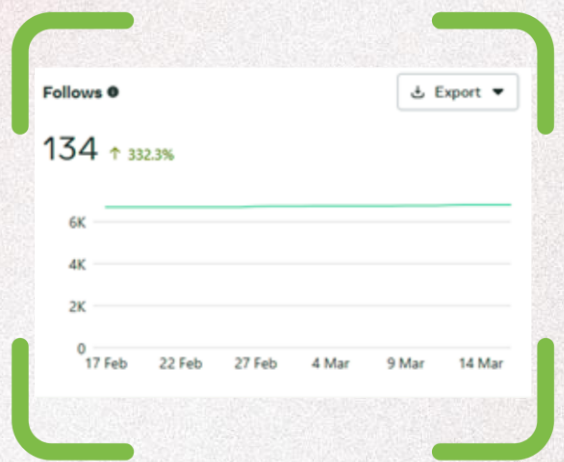 Follows
Export
134 ↑ 332.3%
6K
4K
2K
0
17 Feb 22 Feb 27 Feb 4 Mar 9 Mar 14 Mar